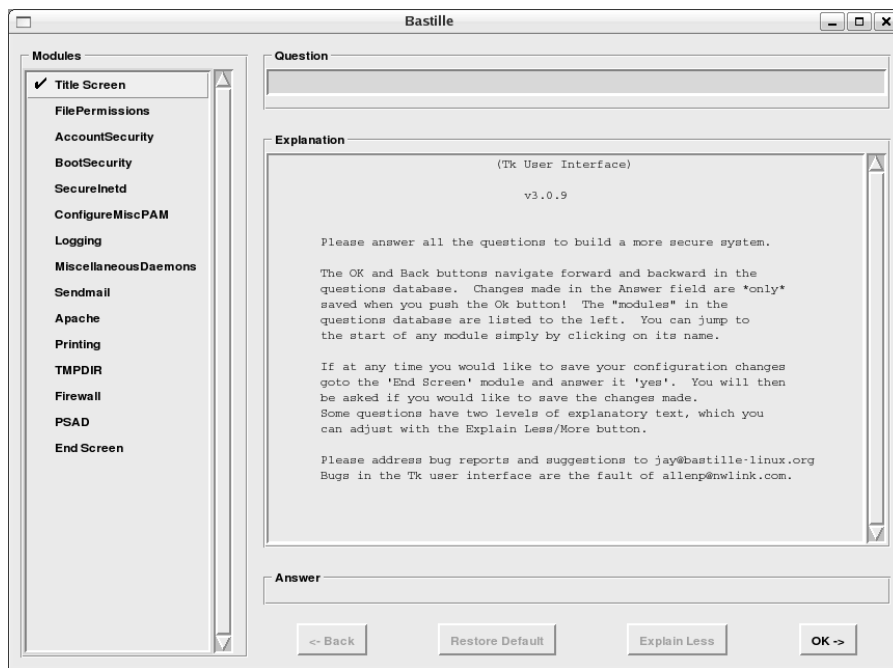 Bastille
Modules
✔ Title Screen
FilePermissions
AccountSecurity
BootSecurity
SecureInetd
ConfigureMiscPAM
Logging
MiscellaneousDaemons
Sendmail
Apache
Printing
TMPDIR
Firewall
PSAD
End Screen
Question
Explanation
(Tk User Interface)
v3.0.9
Please answer all the questions to build a more secure system.
The OK and Back buttons navigate forward and backward in the
questions database.  Changes made in the Answer field are *only*
saved when you push the Ok button!  The "modules" in the
questions database are listed to the left.  You can jump to
the start of any module simply by clicking on its name.
If at any time you would like to save your configuration changes
goto the 'End Screen' module and answer it 'yes'.  You will then
be asked if you would like to save the changes made.
Some questions have two levels of explanatory text, which you
can adjust with the Explain Less/More button.
Please address bug reports and suggestions to jay@bastille-linux.org
Bugs in the Tk user interface are the fault of allenp@nwlink.com.
Answer
<- Back
Restore Default
Explain Less
OK ->